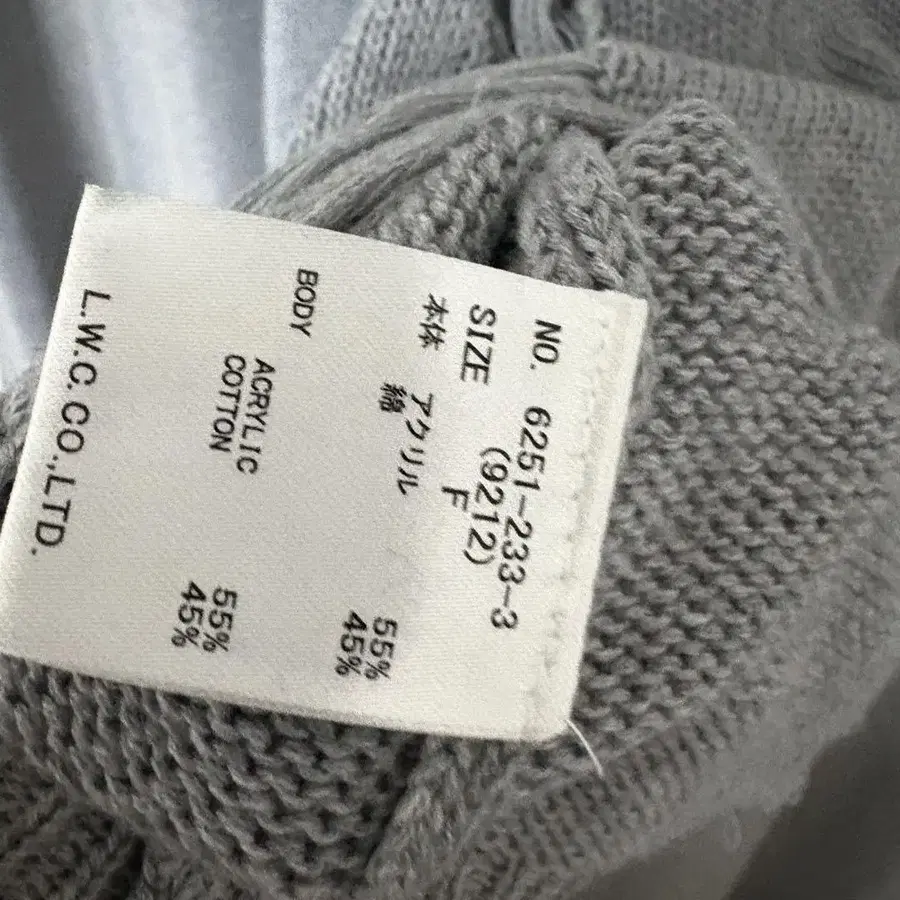 NO. 6251-233-3
(9212)
SIZE F
本体 アクリル 55%
綿 45%
BODY ACRYLIC 55%
COTTON 45%
L.W.C.CO.,LTD.